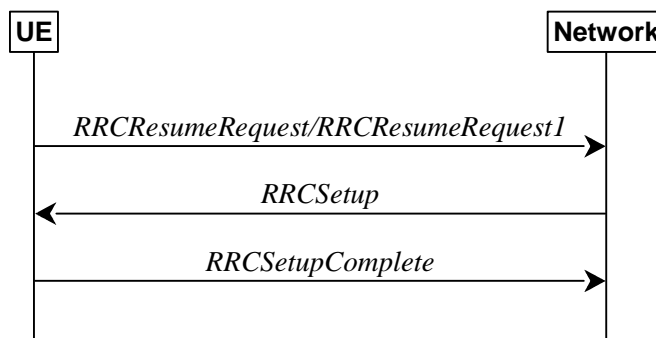 UE
Network
RRCResumeRequest/RRCResumeRequest1
RRCSetup
RRCSetupComplete